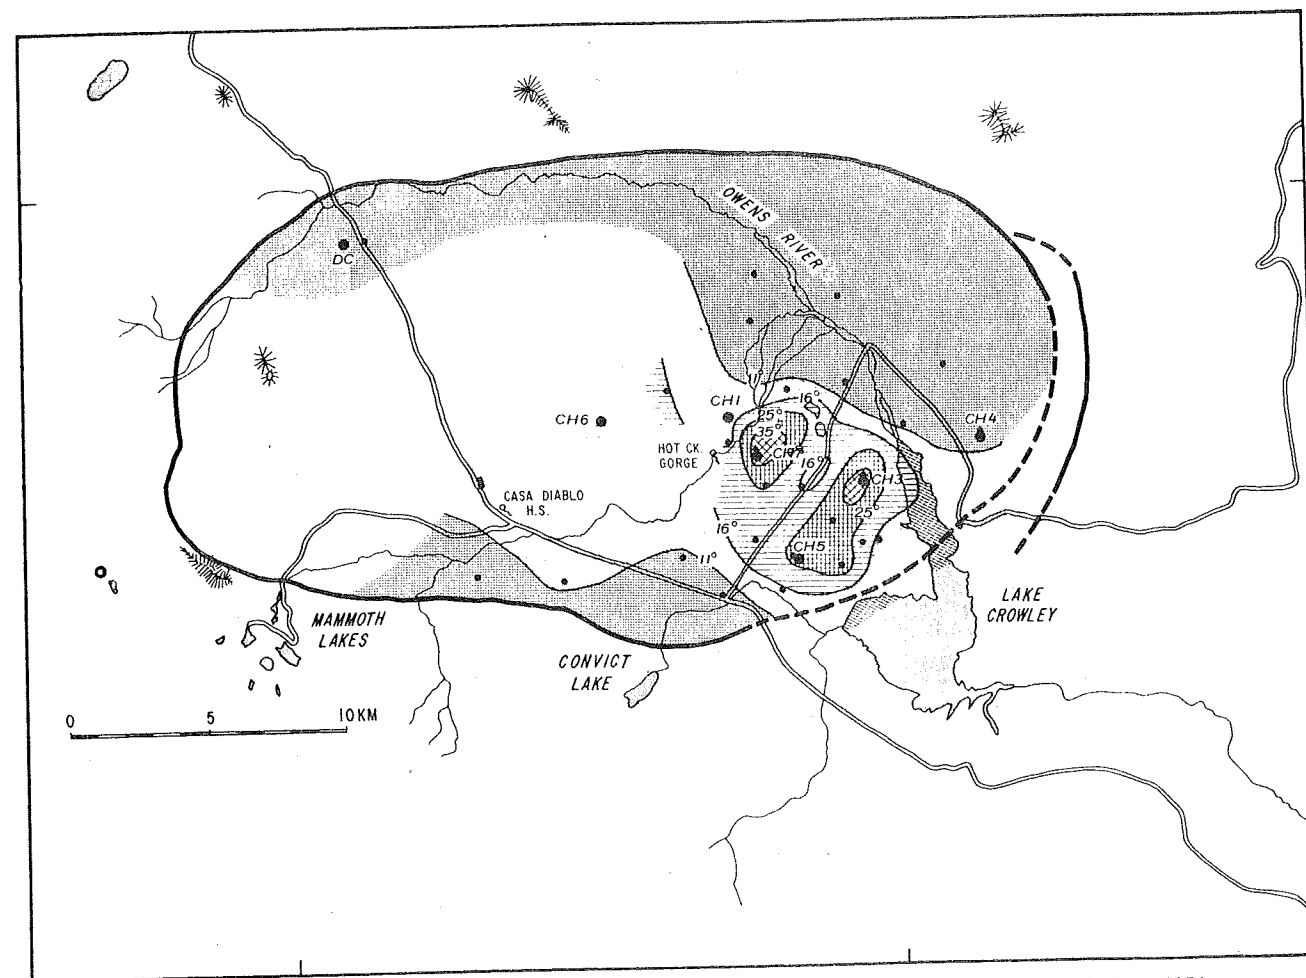 OWENS
RIVER
DC
CH1
16°
CH6
25°
35°
CH4
HOT CK.
GORGE
16°
CH3
CASA DIABLO
H.S.
25°
16°
CH5
11°
MAMMOTH
LAKES
LAKE
CROWLEY
CONVICT
LAKE
0 5 10 KM